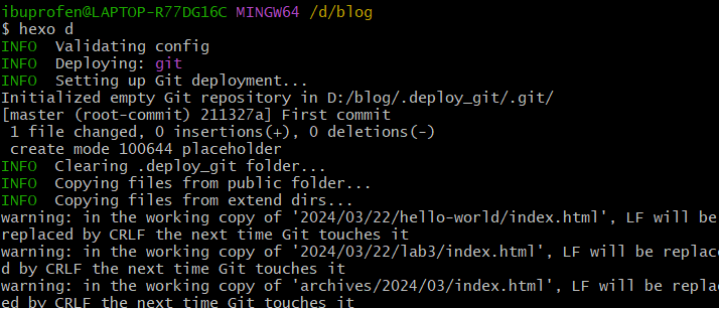 ibuprofen@LAPTOP-R77DG16C MINGW64 /d/blog
$ hexo d
INFO  Validating config
INFO  Deploying: git
INFO  Setting up Git deployment...
Initialized empty Git repository in D:/blog/.deploy_git/.git/
[master (root-commit) 211327a] First commit
 1 file changed, 0 insertions(+), 0 deletions(-)
 create mode 100644 placeholder
INFO  Clearing .deploy_git folder...
INFO  Copying files from public folder...
INFO  Copying files from extend dirs...
warning: in the working copy of '2024/03/22/hello-world/index.html', LF will be
replaced by CRLF the next time Git touches it
warning: in the working copy of '2024/03/22/lab3/index.html', LF will be replace
d by CRLF the next time Git touches it
warning: in the working copy of 'archives/2024/03/index.html', LF will be replac
ed by CRLF the next time Git touches it